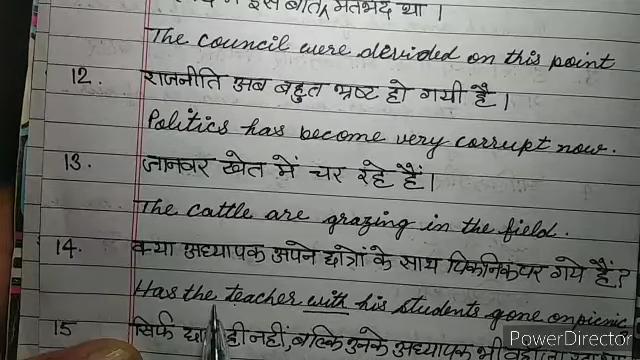 इस बात मतभेद था ।
The council were devided on this point
12. राजनीति अब बहुत भ्रष्ट हो गयी है ।
Politics has become very corrupt now.
13. जानवर खेत में चर रहे हैं ।
The cattle are grazing in the field.
14. क्या अध्यापक अपने छात्रों के साथ पिकनिक पर गये हैं ?
Has the teacher with his students gone on picnic
15 सिर्फ ही नहीं, बल्कि उनके अध्यापक भी
PowerDirector